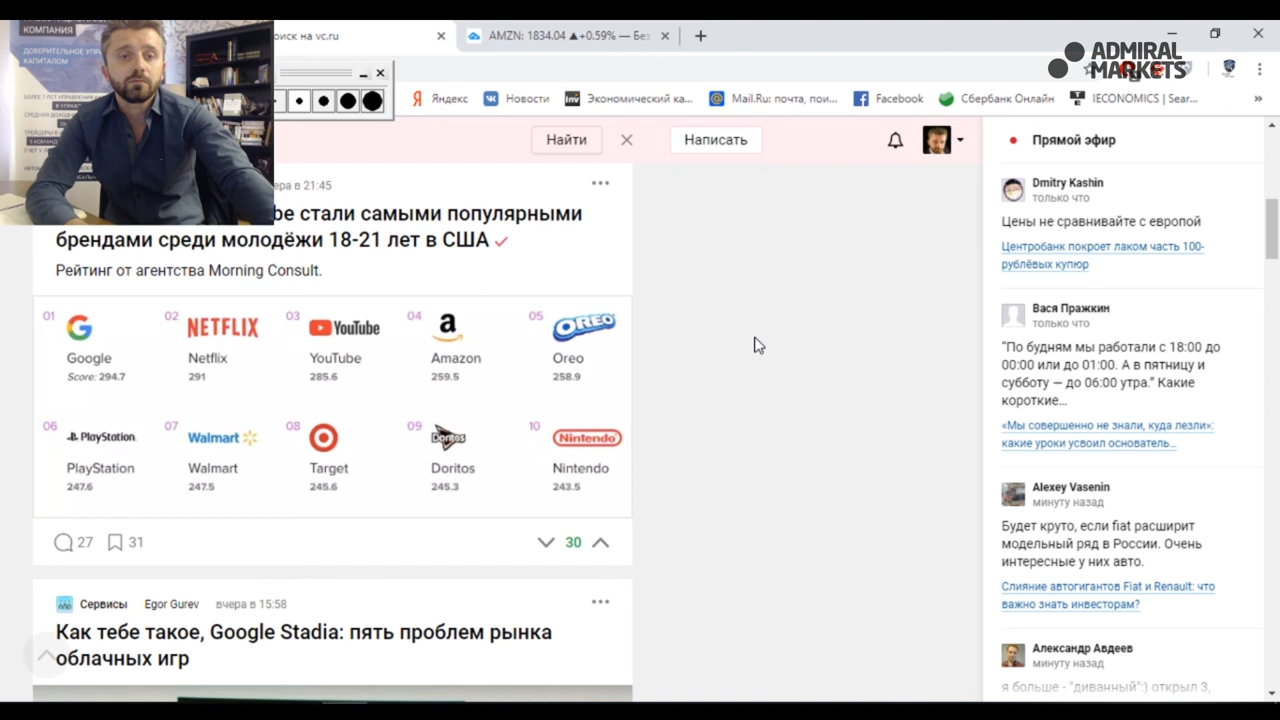 КОМПАНИЯ
ДОВЕРИТЕЛЬНОЕ
КАПИТАЛОМ
оиск на vc.ru
AMZN: 1834.04 ▲+0.59% — Без
ADMIRAL
MARKETS
Яндекс
Новости
Экономический ка...
Mail.Ru: почта, пои...
Facebook
Сбербанк Онлайн
IECONOMICS | Sear...
»
Найти
Написать
ера в 21:45
be стали самыми популярными
брендами среди молодёжи 18-21 лет в США
Рейтинг от агентства Morning Consult.
01
Google
Score: 294.7
02
NETFLIX
Netflix
291
03
YouTube
YouTube
285.6
04
a
Amazon
259.5
05
OREO
Oreo
258.9
06
PlayStation.
PlayStation
247.6
07
Walmart
Walmart
247.5
08
Target
245.6
09
Doritos
Doritos
245.3
10
Nintendo
Nintendo
243.5
27
31
30
Сервисы Egor Gurev вчера в 15:58
Как тебе такое, Google Stadia: пять проблем рынка
облачных игр
Прямой эфир
Dmitry Kashin
только что
Цены не сравнивайте с европой
Центробанк покроет лаком часть 100-
рублёвых купюр
Вася Пражкин
только что
"По будням мы работали с 18:00 до
00:00 или до 01:00. А в пятницу и
субботу — до 06:00 утра." Какие
короткие...
«Мы совершенно не знали, куда лезли»:
какие уроки усвоил основатель...
Alexey Vasenin
минуту назад
Будет круто, если fiat расширит
модельный ряд в России. Очень
интересные у них авто.
Слияние автогигантов Fiat и Renault: что
важно знать инвесторам?
Александр Авдеев
минуту назад
я больше - "диванный":) открыл 3,